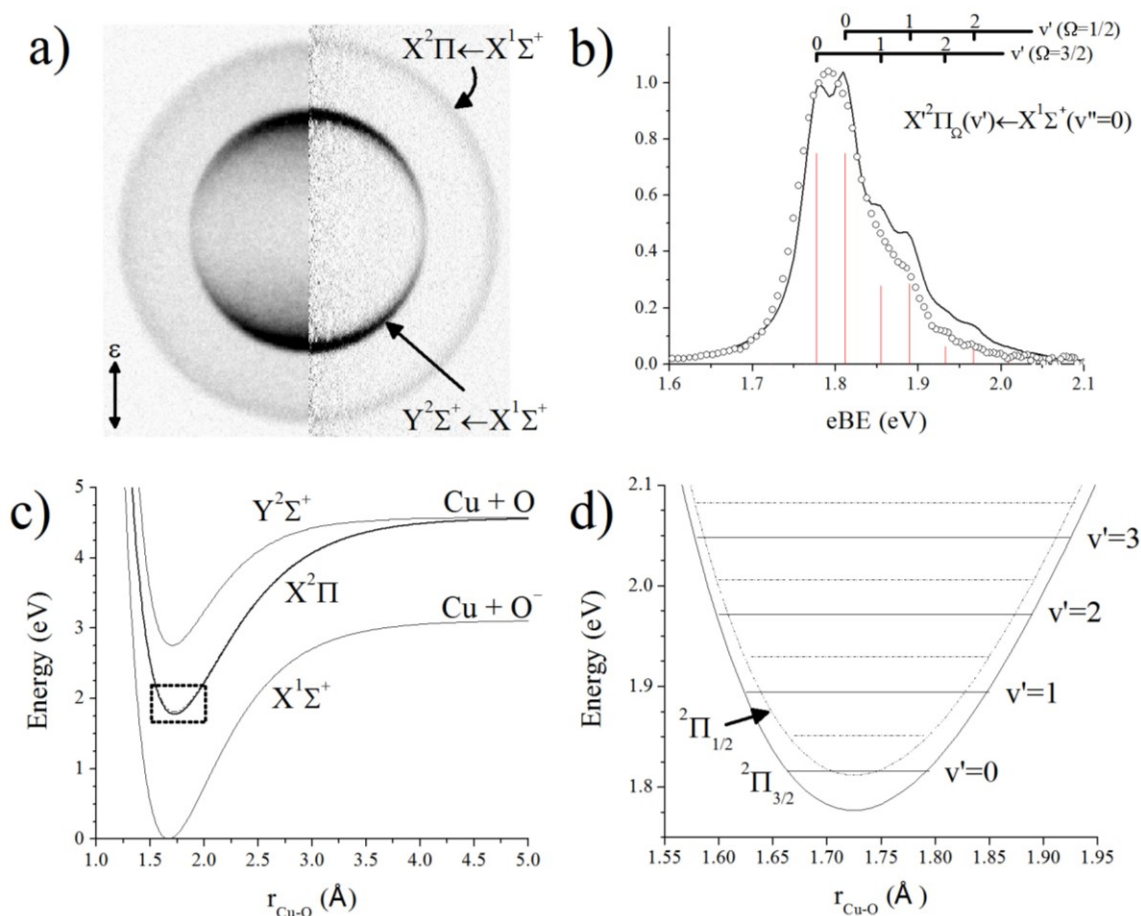 a)
X²Π←X¹Σ⁺
ε
Y²Σ⁺←X¹Σ⁺
b)
0 1 2
v' (Ω=1/2)
0 1 2
v' (Ω=3/2)
X'²Π_Ω(v')←X¹Σ⁺(v"=0)
1.0
0.8
0.6
0.4
0.2
0.0
1.6 1.7 1.8 1.9 2.0 2.1
eBE (eV)
c)
Energy (eV)
5
4
3
2
1
0
Y²Σ⁺
Cu + O
X²Π
Cu + O⁻
X¹Σ⁺
1.0 1.5 2.0 2.5 3.0 3.5 4.0 4.5 5.0
r_Cu-O (Å)
d)
Energy (eV)
2.1
2.0
1.9
1.8
v'=3
v'=2
v'=1
v'=0
²Π_1/2
²Π_3/2
1.55 1.60 1.65 1.70 1.75 1.80 1.85 1.90 1.95
r_Cu-O (Å)